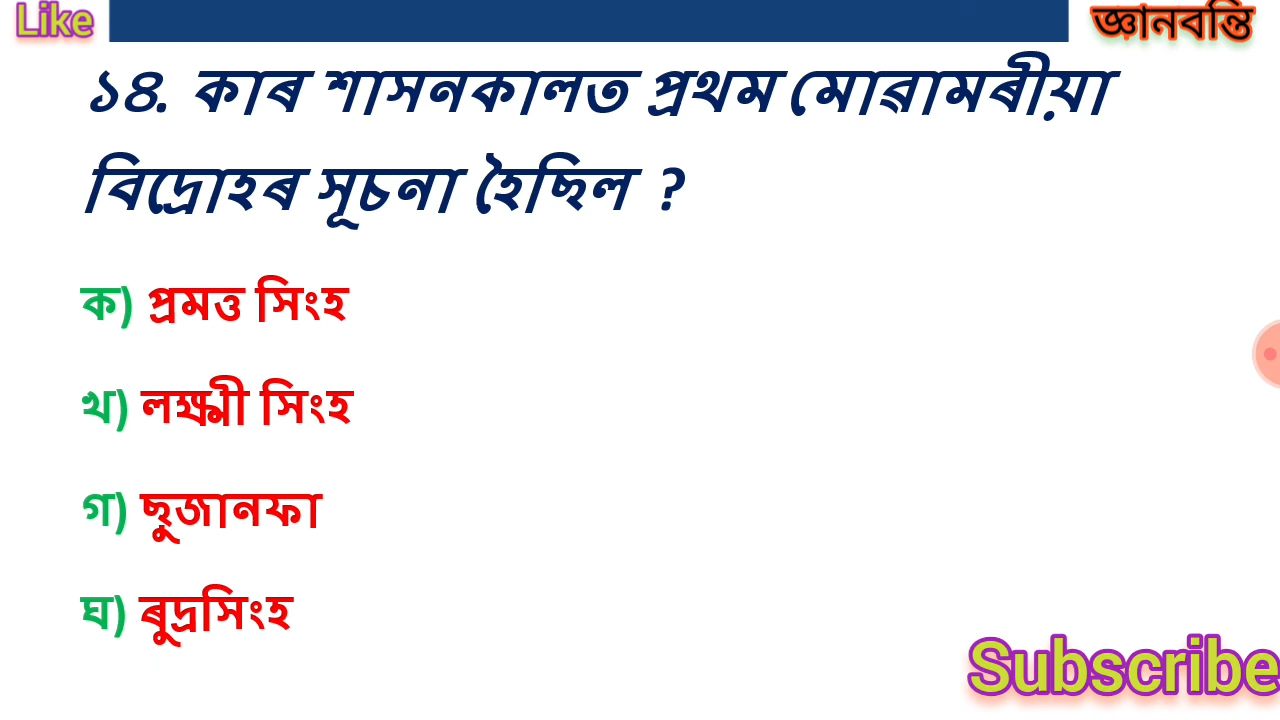 Like
জ্ঞানবন্তি
১৪. কাৰ শাসনকালত প্ৰথম মোৱামৰীয়া
বিদ্ৰোহৰ সূচনা হৈছিল ?
ক) প্ৰমত্ত সিংহ
খ) লক্ষ্মী সিংহ
গ) ছুজানফা
ঘ) ৰুদ্ৰসিংহ
Subscribe